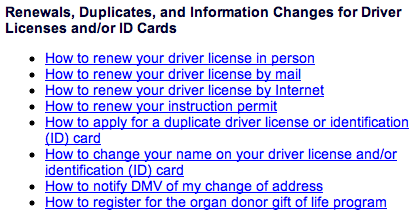 Renewals, Duplicates, and Information Changes for Driver
Licenses and/or ID Cards
• How to renew your driver license in person
• How to renew your driver license by mail
• How to renew your driver license by Internet
• How to renew your instruction permit
• How to apply for a duplicate driver license or identification
(ID) card
• How to change your name on your driver license and/or
identification (ID) card
• How to notify DMV of my change of address
• How to register for the organ donor gift of life program